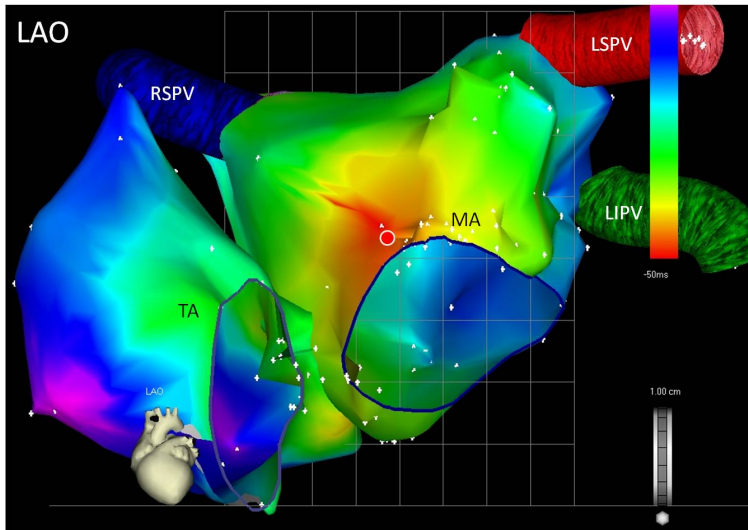 LAO
LSPV
RSPV
LIPV
MA
-50ms
TA
LAO
1.00 cm